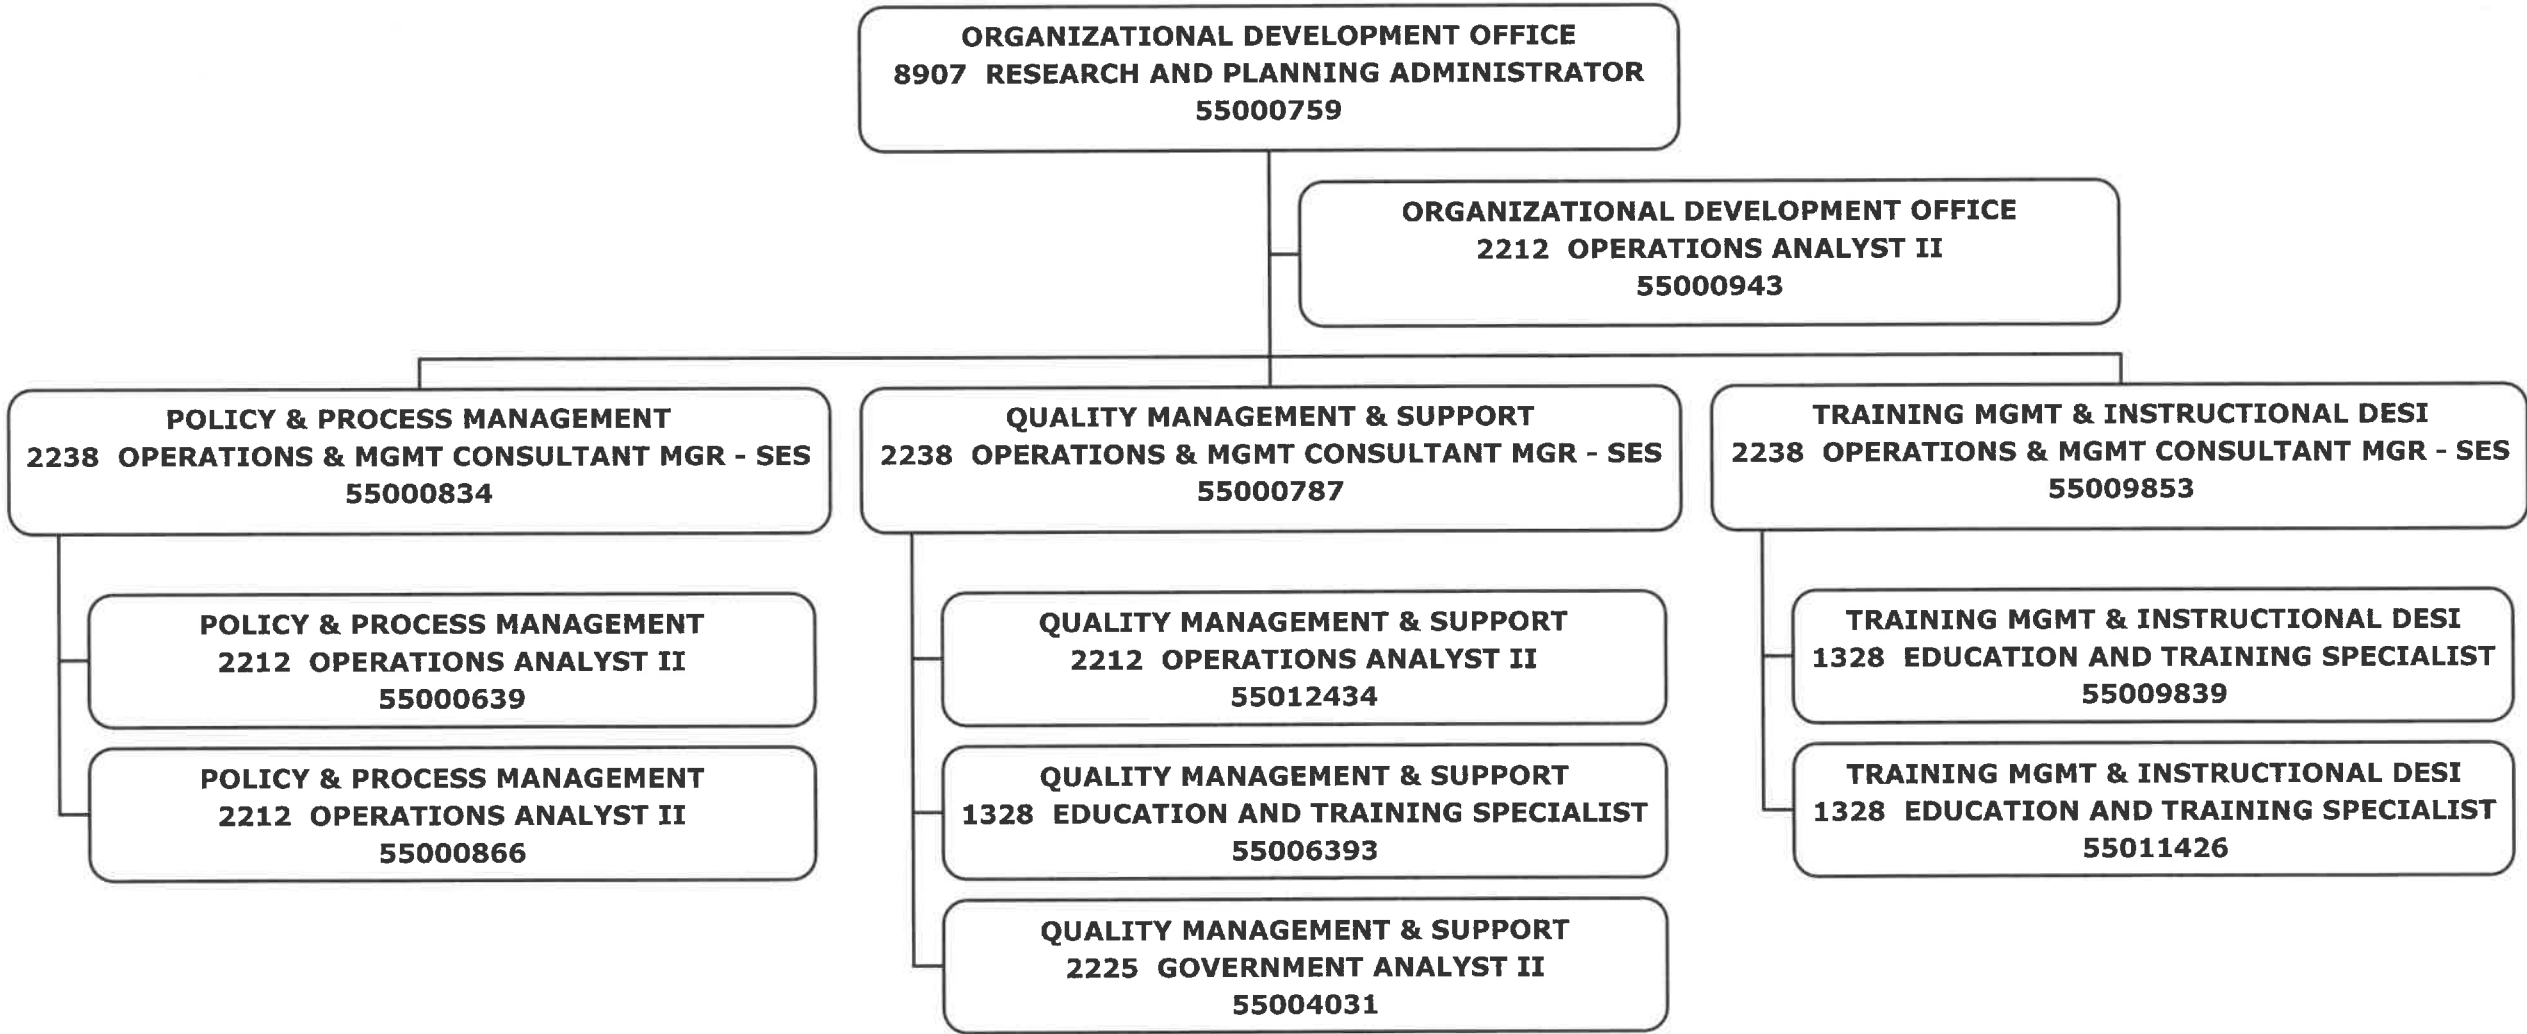 ORGANIZATIONAL DEVELOPMENT OFFICE
8907 RESEARCH AND PLANNING ADMINISTRATOR
55000759
ORGANIZATIONAL DEVELOPMENT OFFICE
2212 OPERATIONS ANALYST II
55000943
POLICY & PROCESS MANAGEMENT
2238 OPERATIONS & MGMT CONSULTANT MGR - SES
55000834
POLICY & PROCESS MANAGEMENT
2212 OPERATIONS ANALYST II
55000639
POLICY & PROCESS MANAGEMENT
2212 OPERATIONS ANALYST II
55000866
QUALITY MANAGEMENT & SUPPORT
2238 OPERATIONS & MGMT CONSULTANT MGR - SES
55000787
QUALITY MANAGEMENT & SUPPORT
2212 OPERATIONS ANALYST II
55012434
QUALITY MANAGEMENT & SUPPORT
1328 EDUCATION AND TRAINING SPECIALIST
55006393
QUALITY MANAGEMENT & SUPPORT
2225 GOVERNMENT ANALYST II
55004031
TRAINING MGMT & INSTRUCTIONAL DESI
2238 OPERATIONS & MGMT CONSULTANT MGR - SES
55009853
TRAINING MGMT & INSTRUCTIONAL DESI
1328 EDUCATION AND TRAINING SPECIALIST
55009839
TRAINING MGMT & INSTRUCTIONAL DESI
1328 EDUCATION AND TRAINING SPECIALIST
55011426